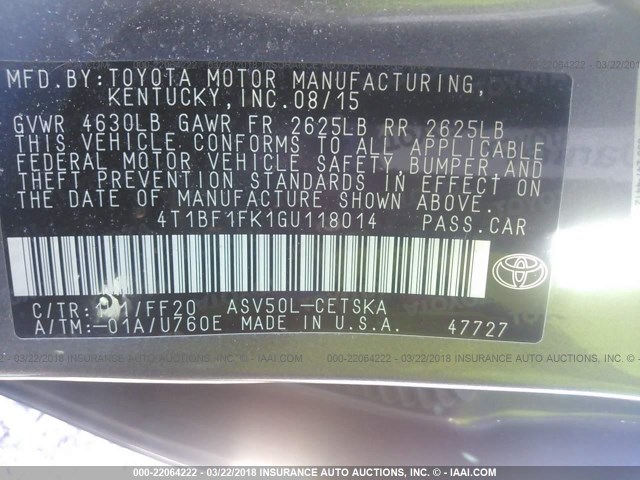 MFD. BY: TOYOTA MOTOR MANUFACTURING,
KENTUCKY, INC. 08/15
GVWR 4630LB GAWR FR 2625LB RR 2625LB
THIS VEHICLE CONFORMS TO ALL APPLICABLE
FEDERAL MOTOR VEHICLE SAFETY, BUMPER, AND
THEFT PREVENTION STANDARDS IN EFFECT ON
THE DATE OF MANUFACTURE SHOWN ABOVE.
4T1BF1FK1GU118014 PASS. CAR
C/TR: /FF20 ASV50L-CETSKA
A/TM:-01A/U760E MADE IN U.S.A. 47727
000-22064222 - 03/22/2018 INSURANCE AUTO AUCTIONS, INC. - © IAAI.COM